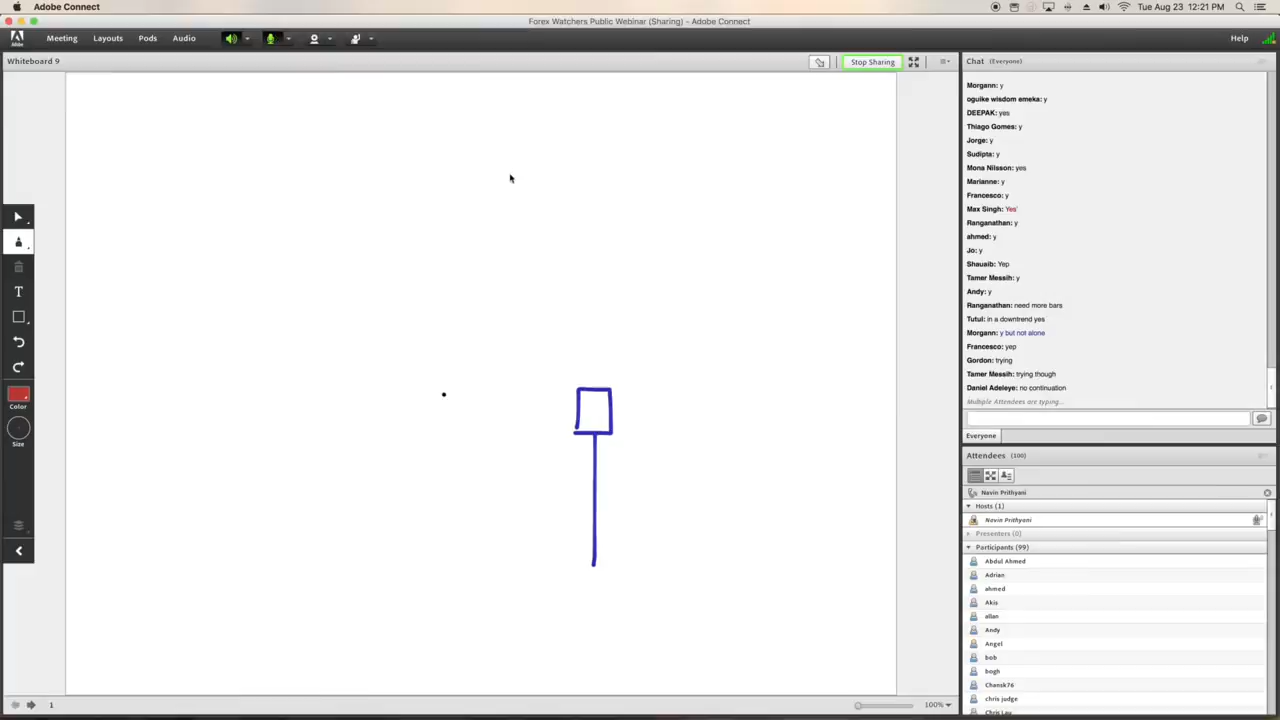 Adobe Connect
Tue Aug 23 12:21 PM
Forex Watchers Public Webinar (Sharing) - Adobe Connect
Adobe
Meeting
Layouts
Pods
Audio
Help
Whiteboard 9
Stop Sharing
T
Color
Size
1
100%
Chat (Everyone)
Morgann: y
oguike wisdom emeka: y
DEEPAK: yes
Thiago Gomes: y
Jorge: y
Sudipta: y
Mona Nilsson: yes
Marianne: y
Francesco: y
Max Singh: Yes'
Ranganathan: y
ahmed: y
Jo: y
Shauaib: Yep
Tamer Messih: y
Andy: y
Ranganathan: need more bars
Tutul: in a downtrend yes
Morgann: y but not alone
Francesco: yep
Gordon: trying
Tamer Messih: trying though
Daniel Adeleye: no continuation
Multiple Attendees are typing...
Everyone
Attendees (100)
Navin Prithyani
Hosts (1)
Navin Prithyani
Presenters (0)
Participants (99)
Abdul Ahmed
Adrian
ahmed
Akis
allan
Andy
Angel
bob
bogh
Chansk76
chris judge
Chris Lau